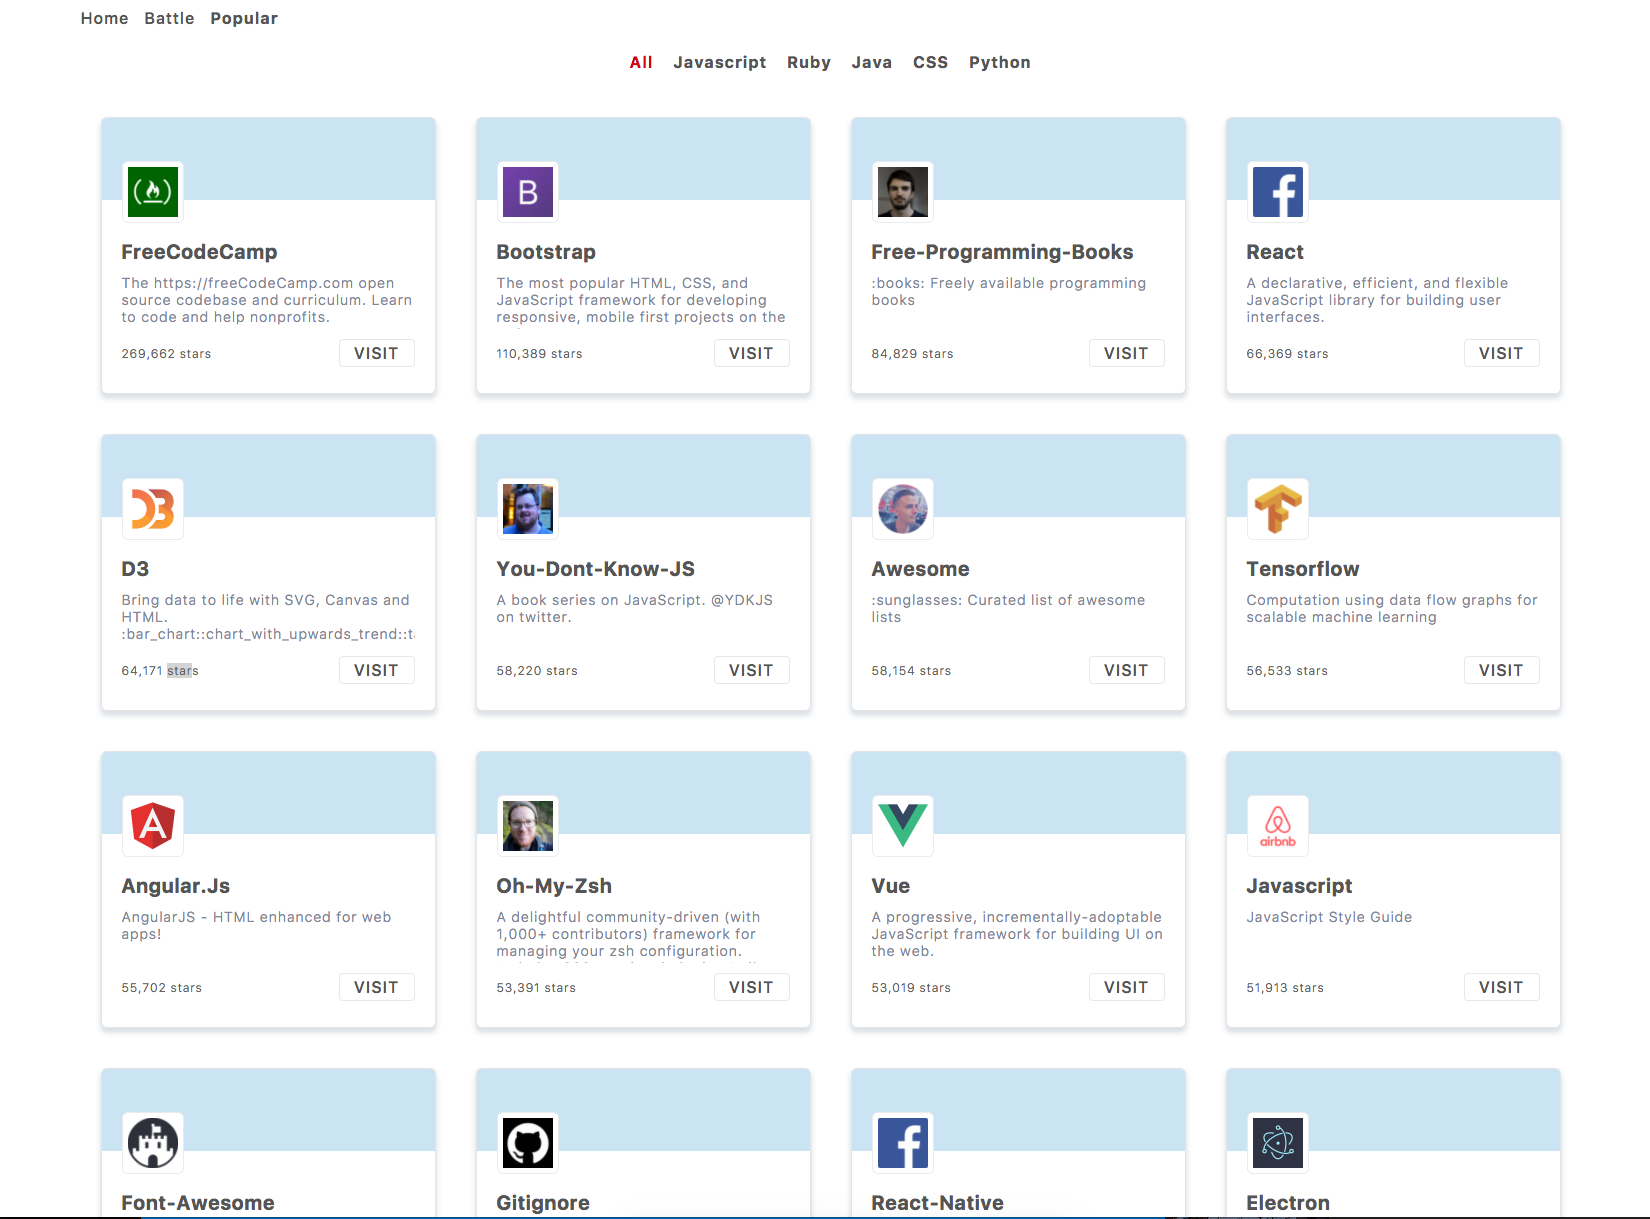 Home Battle Popular
All Javascript Ruby Java CSS Python
FreeCodeCamp
The https://freeCodeCamp.com open
source codebase and curriculum. Learn
to code and help nonprofits.
269,662 stars VISIT
B
Bootstrap
The most popular HTML, CSS, and
JavaScript framework for developing
responsive, mobile first projects on the
110,389 stars VISIT
Free-Programming-Books
:books: Freely available programming
books
84,829 stars VISIT
React
A declarative, efficient, and flexible
JavaScript library for building user
interfaces.
66,369 stars VISIT
D3
Bring data to life with SVG, Canvas and
HTML.
:bar_chart::chart_with_upwards_trend::t
64,171 stars VISIT
You-Dont-Know-JS
A book series on JavaScript. @YDKJS
on twitter.
58,220 stars VISIT
Awesome
:sunglasses: Curated list of awesome
lists
58,154 stars VISIT
Tensorflow
Computation using data flow graphs for
scalable machine learning
56,533 stars VISIT
A
Angular.Js
AngularJS - HTML enhanced for web
apps!
55,702 stars VISIT
Oh-My-Zsh
A delightful community-driven (with
1,000+ contributors) framework for
managing your zsh configuration.
53,391 stars VISIT
Vue
A progressive, incrementally-adoptable
JavaScript framework for building UI on
the web.
53,019 stars VISIT
airbnb
Javascript
JavaScript Style Guide
51,913 stars VISIT
Font-Awesome
Gitignore
React-Native
Electron